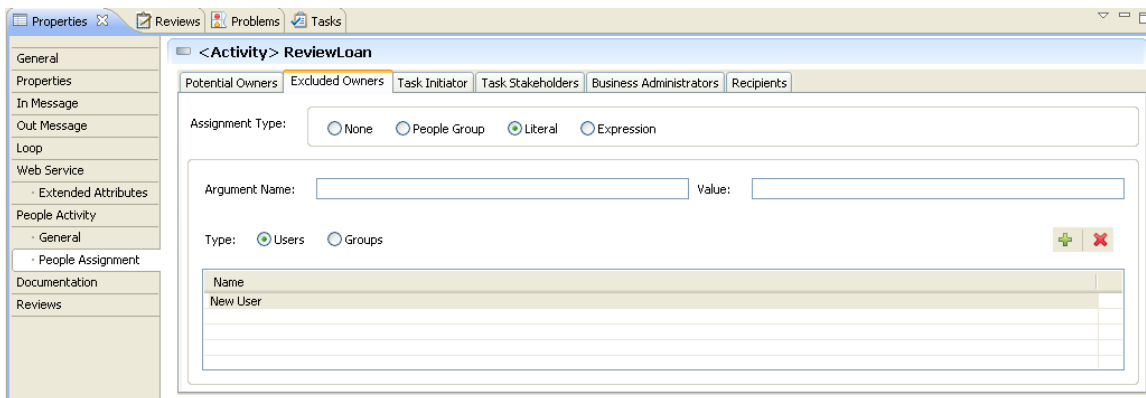 Properties Reviews Problems Tasks
<Activity> ReviewLoan
General
Properties
In Message
Out Message
Loop
Web Service
Extended Attributes
People Activity
General
People Assignment
Documentation
Reviews
Potential Owners Excluded Owners Task Initiator Task Stakeholders Business Administrators Recipients
Assignment Type: None People Group Literal Expression
Argument Name: Value:
Type: Users Groups
Name
New User